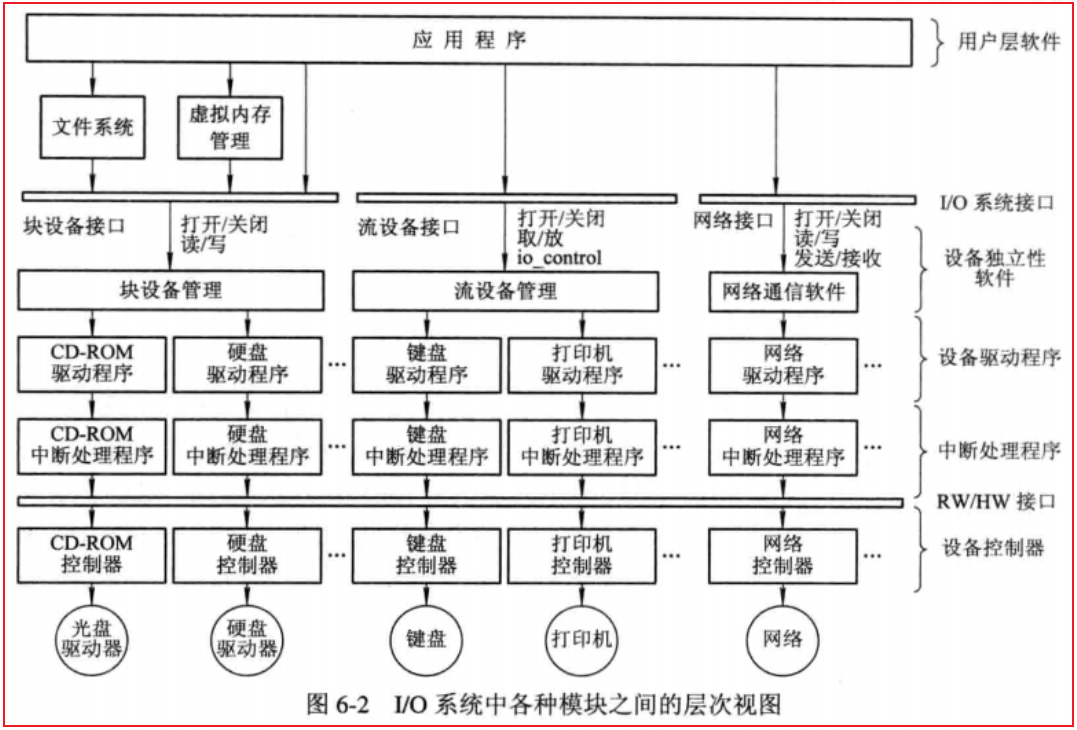 应用程序
用户层软件
文件系统
虚拟内存
管理
I/O 系统接口
块设备接口
打开/关闭
读/写
流设备接口
打开/关闭
取/放
io_control
网络接口
打开/关闭
读/写
发送/接收
设备独立性
软件
块设备管理
流设备管理
网络通信软件
CD-ROM
驱动程序
硬盘
驱动程序
...
键盘
驱动程序
打印机
驱动程序
...
网络
驱动程序
...
设备驱动程序
CD-ROM
中断处理程序
硬盘
中断处理程序
...
键盘
中断处理程序
打印机
中断处理程序
...
网络
中断处理程序
...
中断处理程序
RW/HW 接口
CD-ROM
控制器
硬盘
控制器
...
键盘
控制器
打印机
控制器
...
网络
控制器
...
设备控制器
光盘
驱动器
硬盘
驱动器
键盘
打印机
网络
图 6-2 I/O 系统中各种模块之间的层次视图